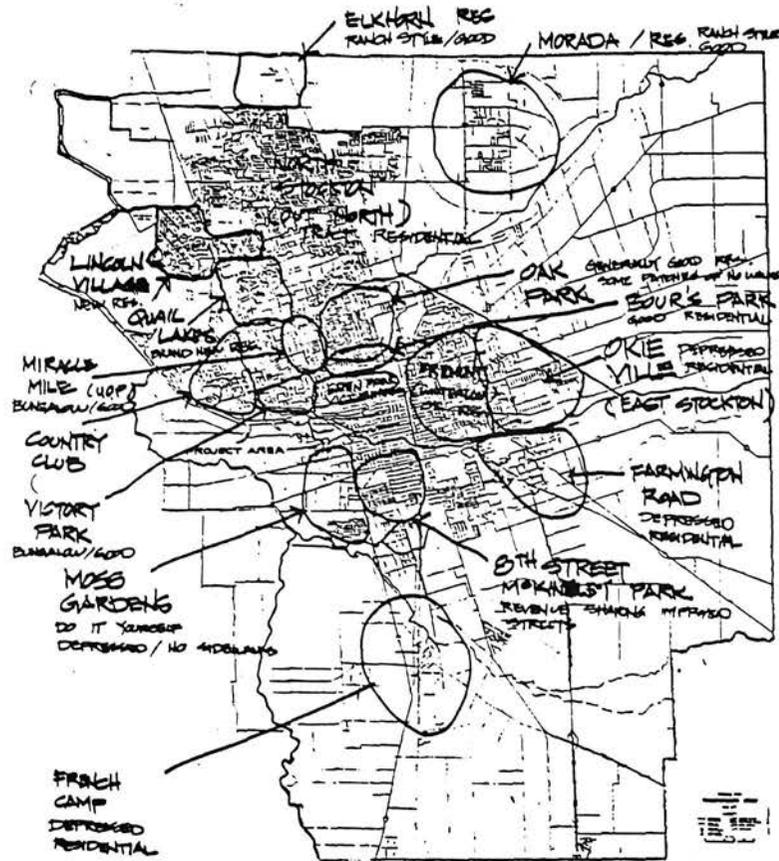 ELKHORN RES
RANCH STYLE/GOOD
MORADA / RES. RANCH STYLE
GOOD
NORTH
STOCKTON
(OUT NORTH)
TRACT RESIDENTIAL
LINCOLN
VILLAGE
NEW RES.
QUAIL
LAKES
BRAND NEW RES.
OAK
PARK
GENERALLY GOOD RES.
SOME PATCHES OF NO
BOUR'S PARK
GOOD RESIDENTIAL
MIRACLE
MILE (UOP)
BUNGALOW/GOOD
FREMONT
OKIE
VILLE
DEPRESSED
RESIDENTIAL
(EAST STOCKTON)
COUNTRY
CLUB
PROJECT AREA
VICTORY
PARK
BUNGALOW/GOOD
FARMINGTON
ROAD
DEPRESSED
RESIDENTIAL
MOSS
GARDENS
DO IT YOURSELF
DEPRESSED / NO SIDEWALKS
8TH STREET
McKINLEY PARK
REVENUE SHARING IMPROVED
STREETS
FRENCH
CAMP
DEPRESSED
RESIDENTIAL